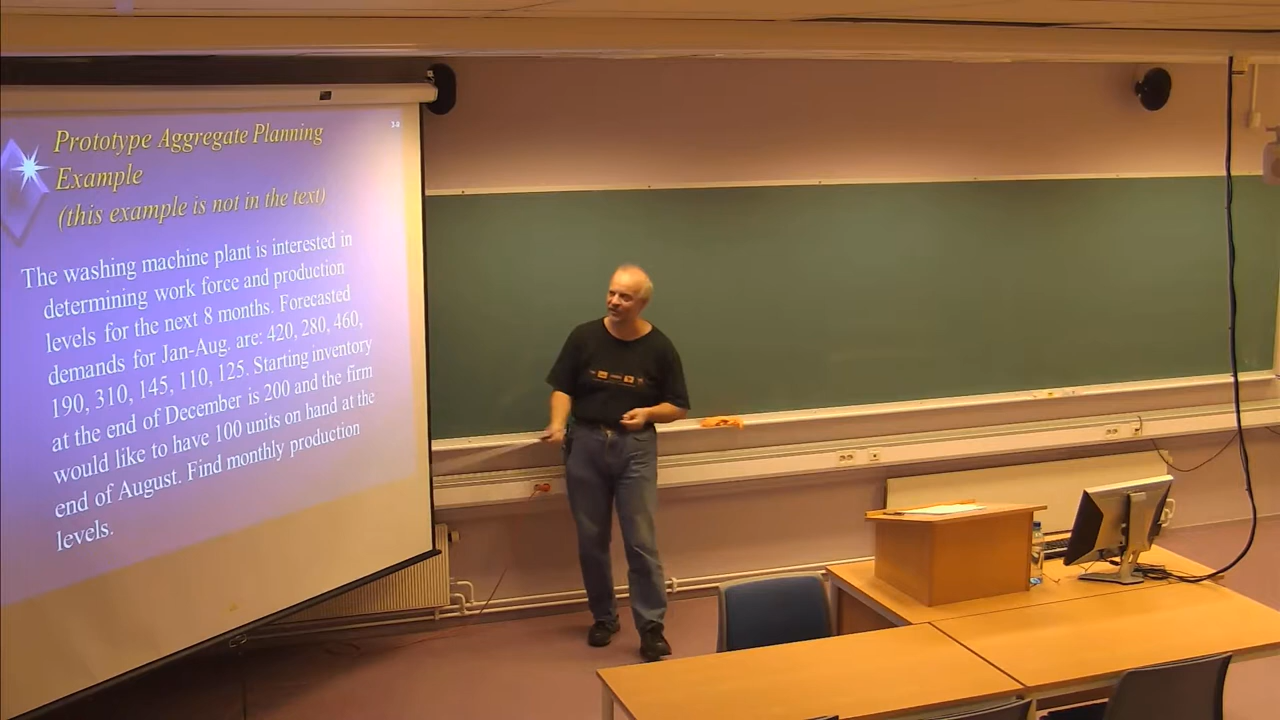 3-8
Prototype Aggregate Planning
Example
(this example is not in the text)
The washing machine plant is interested in
determining work force and production
levels for the next 8 months. Forecasted
demands for Jan-Aug. are: 420, 280, 460,
190, 310, 145, 110, 125. Starting inventory
at the end of December is 200 and the firm
would like to have 100 units on hand at the
end of August. Find monthly production
levels.